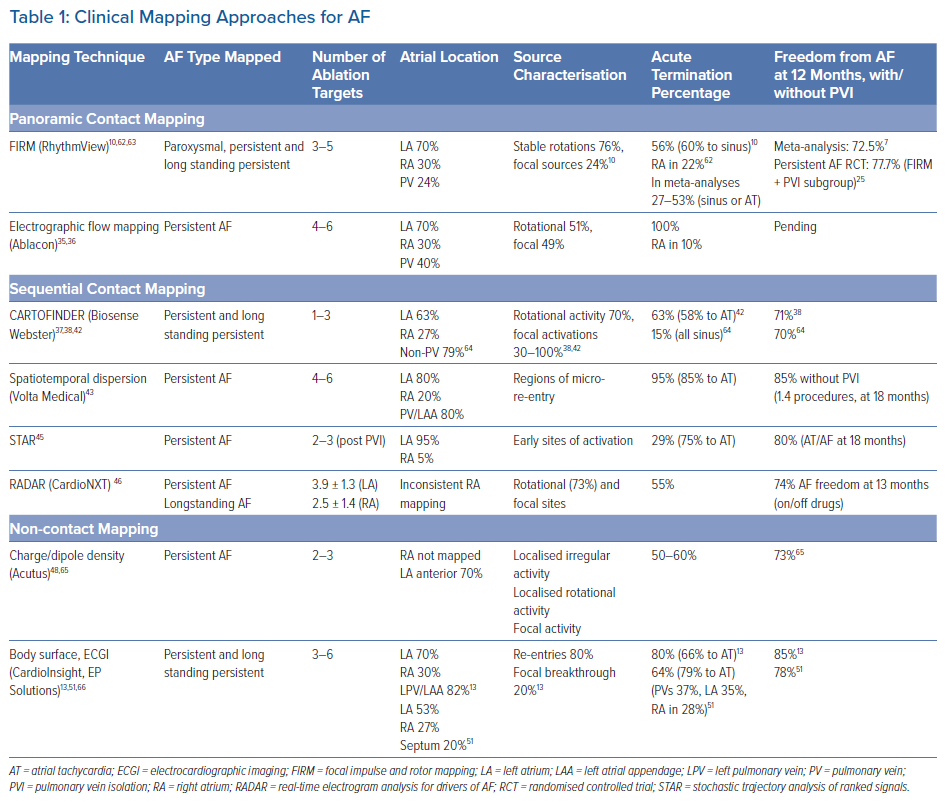 Table 1: Clinical Mapping Approaches for AF
Mapping Technique AF Type Mapped Number of Ablation Targets Atrial Location Source Characterisation Acute Termination Percentage Freedom from AF at 12 Months, with/ without PVI
Panoramic Contact Mapping
FIRM (RhythmView)10,62,63 Paroxysmal, persistent and 3–5 LA 70% Stable rotations 76%, 56% (60% to sinus)10 Meta-analysis: 72.5%7
long standing persistent RA 30% focal sources 24%10 RA in 22%62 Persistent AF RCT: 77.7% (FIRM
PV 24% In meta-analyses + PVI subgroup)25
27–53% (sinus or AT)
Electrographic flow mapping Persistent AF 4–6 LA 70% Rotational 51%, 100% Pending
(Ablacon)35,36 RA 30% focal 49% RA in 10%
PV 40%
Sequential Contact Mapping
CARTOFINDER (Biosense Persistent and long 1–3 LA 63% Rotational activity 70%, 63% (58% to AT)42 71%38
Webster)37,38,42 standing persistent RA 27% focal activations 15% (all sinus)64 70%64
Non-PV 79%64 30–100%38,42
Spatiotemporal dispersion Persistent AF 4–6 LA 80% Regions of micro- 95% (85% to AT) 85% without PVI
(Volta Medical)43 RA 20% re-entry (1.4 procedures, at 18 months)
PV/LAA 80%
STAR45 Persistent AF 2–3 (post PVI) LA 95% Early sites of activation 29% (75% to AT) 80% (AT/AF at 18 months)
RA 5%
RADAR (CardioNXT) 46 Persistent AF 3.9 ± 1.3 (LA) Inconsistent RA Rotational (73%) and 55% 74% AF freedom at 13 months
Longstanding AF 2.5 ± 1.4 (RA) mapping focal sites (on/off drugs)
Non-contact Mapping
Charge/dipole density Persistent AF 2–3 RA not mapped Localised irregular 50–60% 73%65
(Acutus)48,65 LA anterior 70% activity
Localised rotational
activity
Focal activity
Body surface, ECGI Persistent and long 3–6 LA 70% Re-entries 80% 80% (66% to AT)13 85%13
(CardioInsight, EP standing persistent RA 30% Focal breakthrough 64% (79% to AT) 78%51
Solutions)13,51,66 LPV/LAA 82%13 20%13 (PVs 37%, LA 35%,
LA 53% RA in 28%)51
RA 27%
Septum 20%51
AT = atrial tachycardia; ECGI = electrocardiographic imaging; FIRM = focal impulse and rotor mapping; LA = left atrium; LAA = left atrial appendage; LPV = left pulmonary vein; PV = pulmonary vein;
PVI = pulmonary vein isolation; RA = right atrium; RADAR = real-time electrogram analysis for drivers of AF; RCT = randomised controlled trial; STAR = stochastic trajectory analysis of ranked signals.